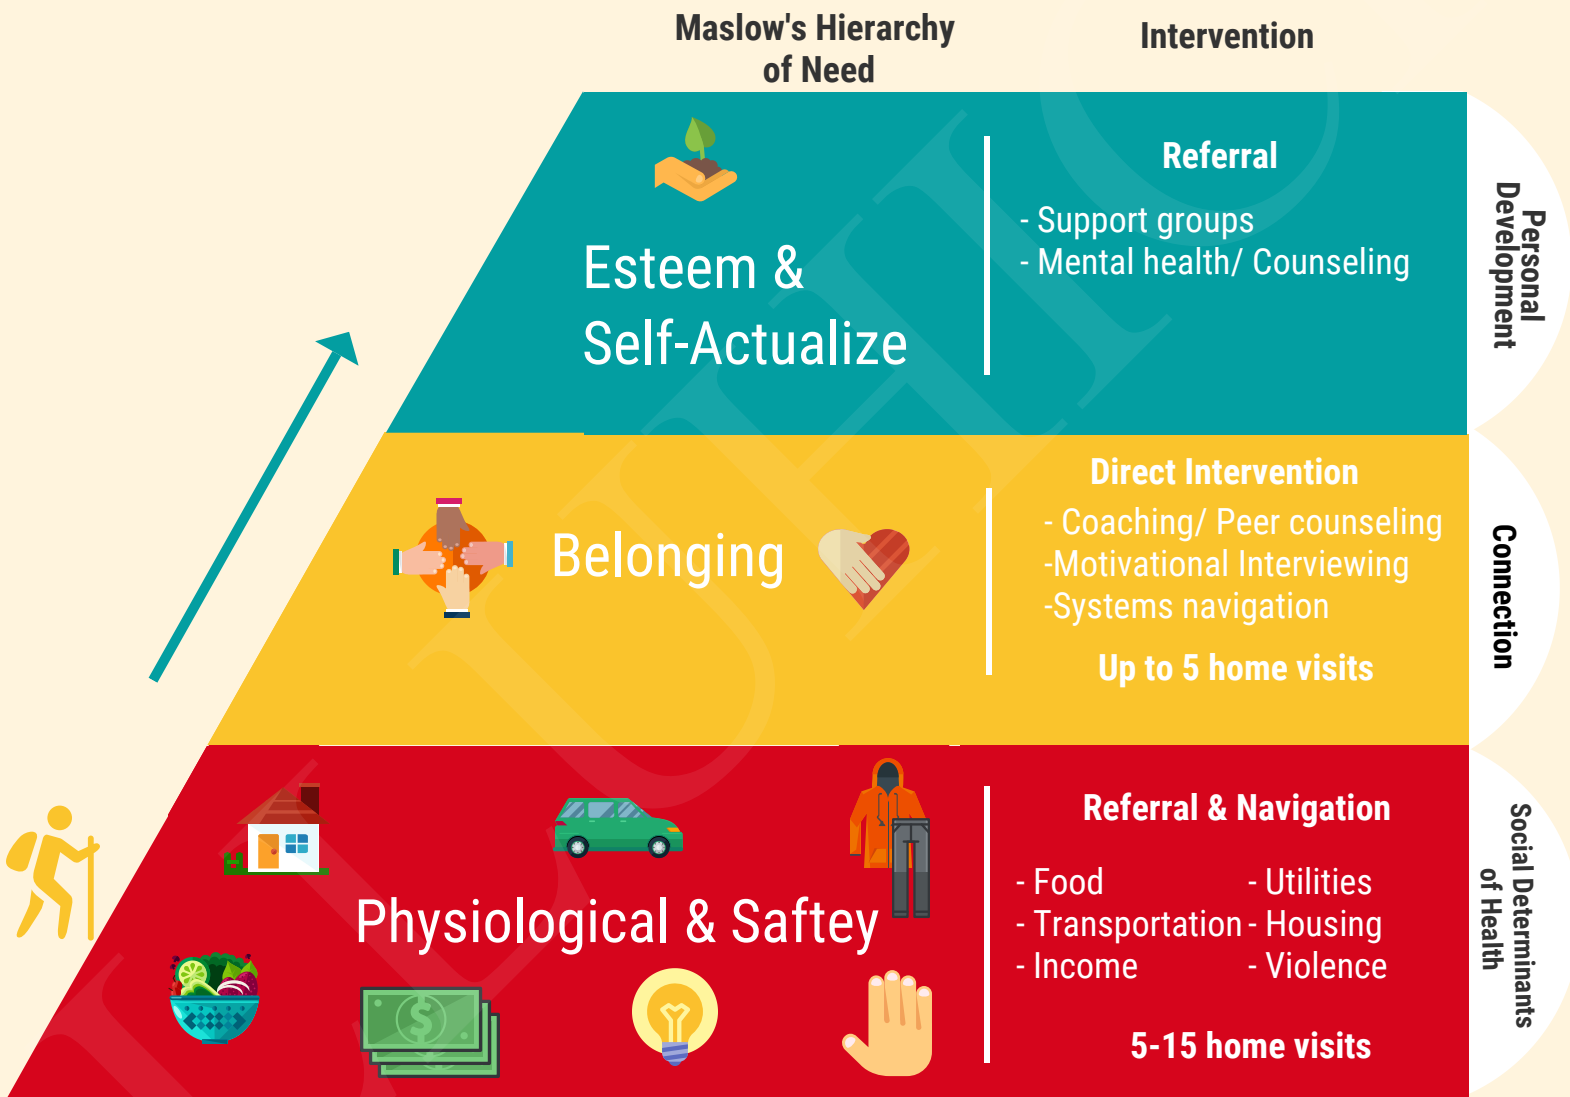 Maslow's Hierarchy
of Need
Intervention
Esteem &
Self-Actualize
Referral
- Support groups
- Mental health/ Counseling
Personal
Development
Belonging
Direct Intervention
- Coaching/ Peer counseling
-Motivational Interviewing
-Systems navigation
Up to 5 home visits
Connection
Physiological & Saftey
Referral & Navigation
- Food
- Transportation
- Income
- Utilities
- Housing
- Violence
5-15 home visits
Social Determinants
of Health
$